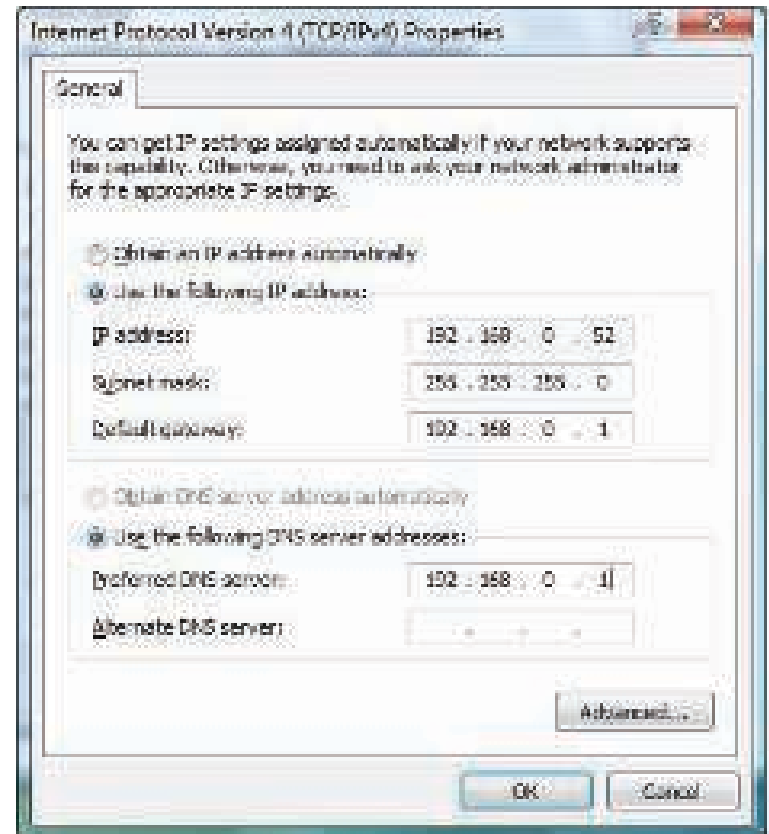 Internet Protocol Version 4 (TCP/IPv4) Properties
General
You can get IP settings assigned automatically if your network supports
this capability. Otherwise, you need to ask your network administrator
for the appropriate IP settings.
Obtain an IP address automatically
Use the following IP address:
IP address: 192 . 168 . 0 . 52
Subnet mask: 255 . 255 . 255 . 0
Default gateway: 192 . 168 . 0 . 1
Obtain DNS server address automatically
Use the following DNS server addresses:
Preferred DNS server: 192 . 168 . 0 . 1
Alternate DNS server: . . .
Advanced...
OK Cancel